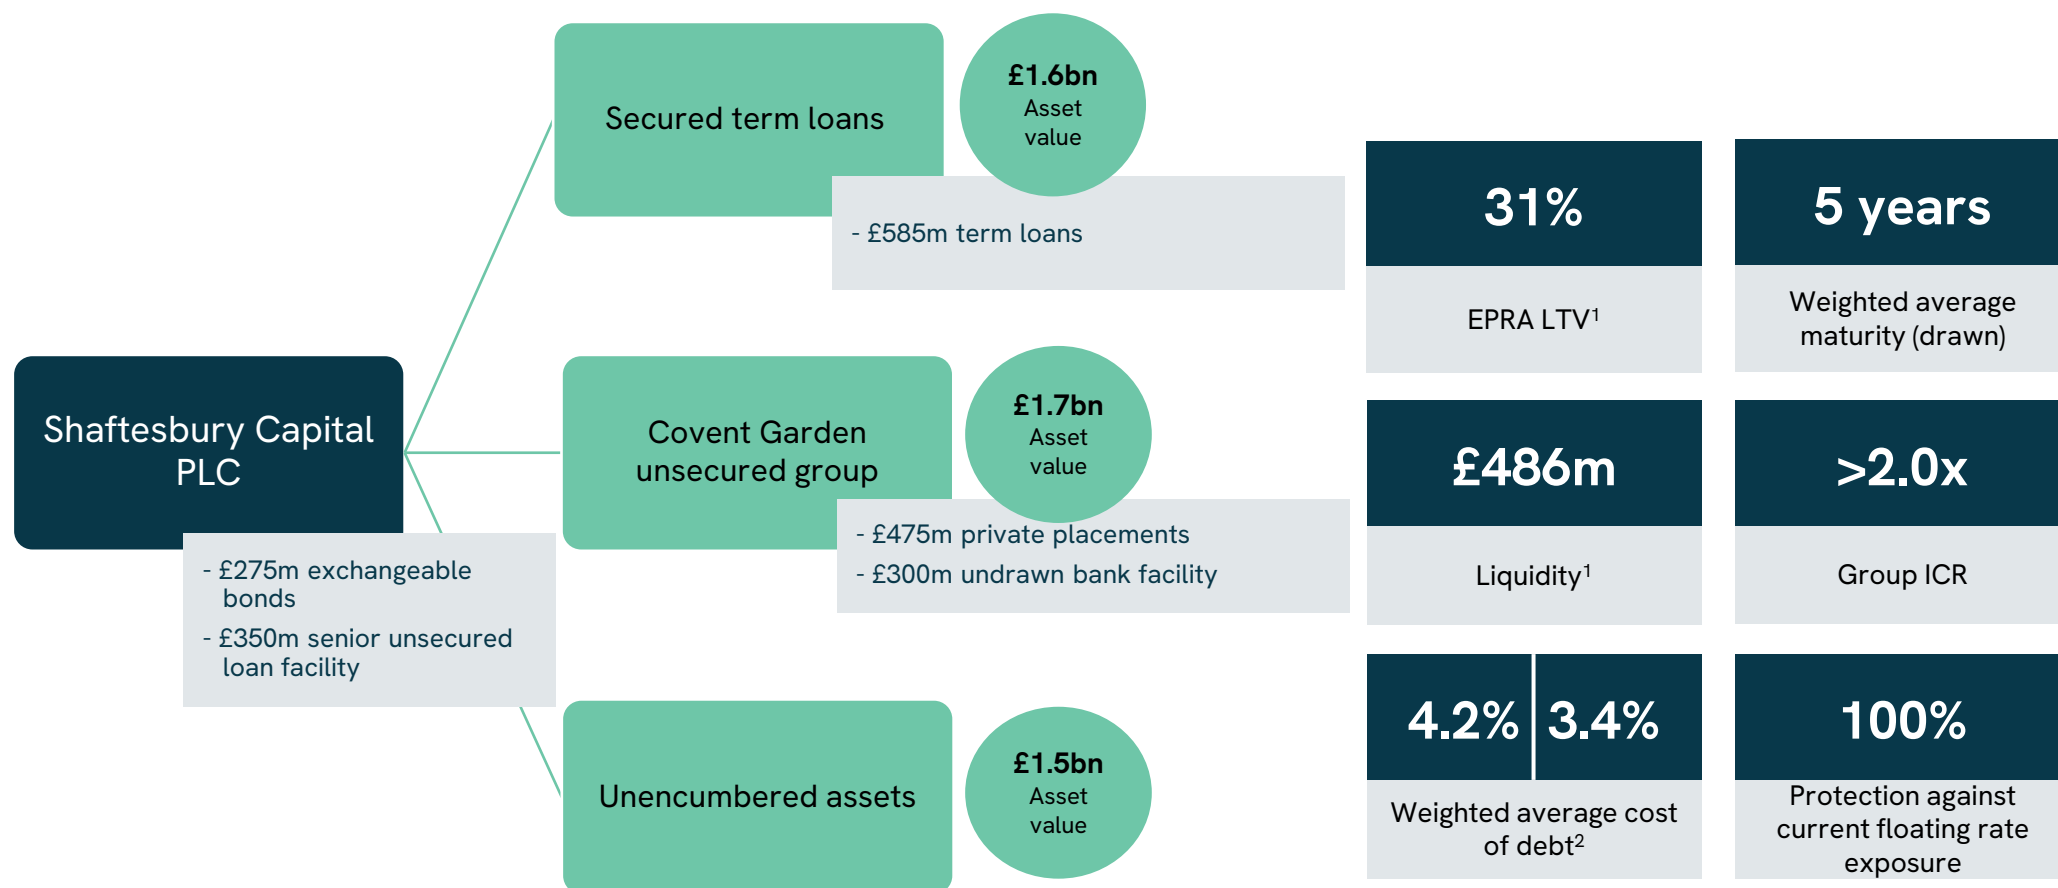 Secured term loans
£1.6bn
Asset
value
- £585m term loans
Shaftesbury Capital
PLC
- £275m exchangeable
bonds
- £350m senior unsecured
loan facility
Covent Garden
unsecured group
£1.7bn
Asset
value
- £475m private placements
- £300m undrawn bank facility
Unencumbered assets
£1.5bn
Asset
value
31%
EPRA LTV¹
5 years
Weighted average
maturity (drawn)
£486m
Liquidity¹
>2.0x
Group ICR
4.2% 3.4%
Weighted average cost
of debt²
100%
Protection against
current floating rate
exposure